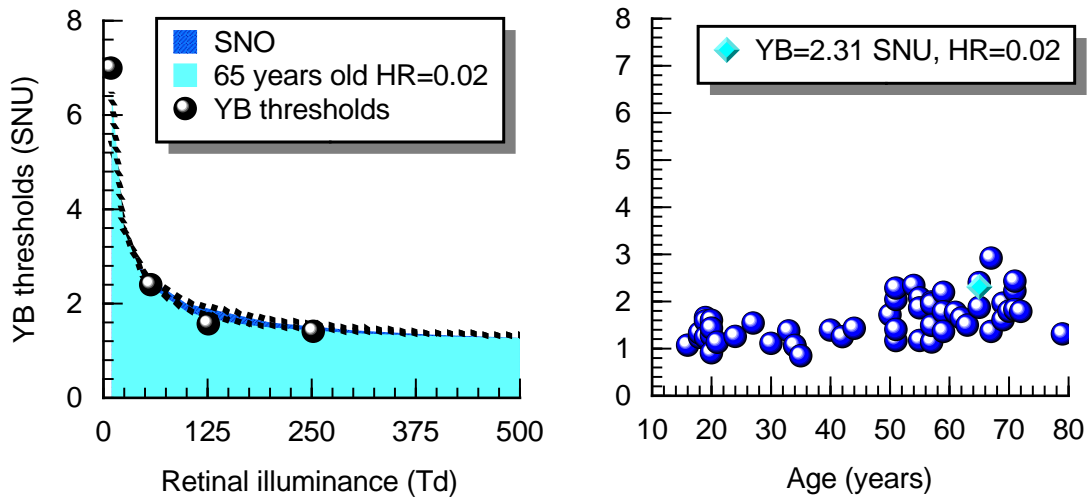 YB thresholds (SNU)
8
6
4
2
0
SNO
65 years old HR=0.02
YB thresholds
0 125 250 375 500
Retinal illuminance (Td)
8
7
6
5
4
3
2
1
0
YB=2.31 SNU, HR=0.02
10 20 30 40 50 60 70 80
Age (years)